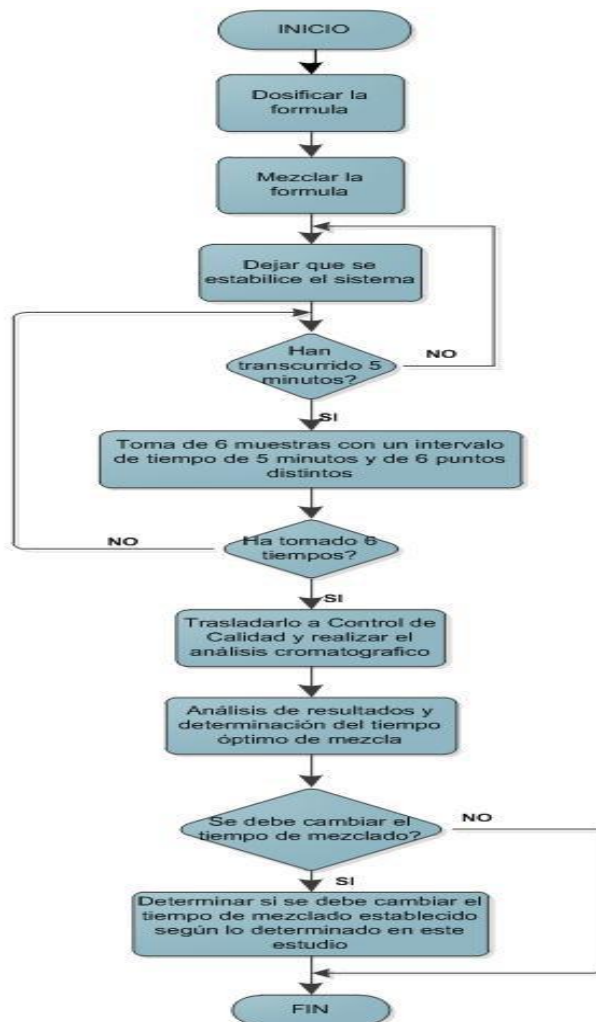 INICIO
Dosificar la
formula
Mezclar la
formula
Dejar que se
estabilice el sistema
Han
transcurrido 5
minutos?
NO
SI
Toma de 6 muestras con un intervalo
de tiempo de 5 minutos y de 6 puntos
distintos
Ha tomado 6
tiempos?
NO
SI
Trasladarlo a Control de
Calidad y realizar el
análisis cromatografico
Análisis de resultados y
determinación del tiempo
óptimo de mezcla
Se debe cambiar el
tiempo de mezclado?
NO
SI
Determinar si se debe cambiar el
tiempo de mezclado establecido
según lo determinado en este
estudio
FIN